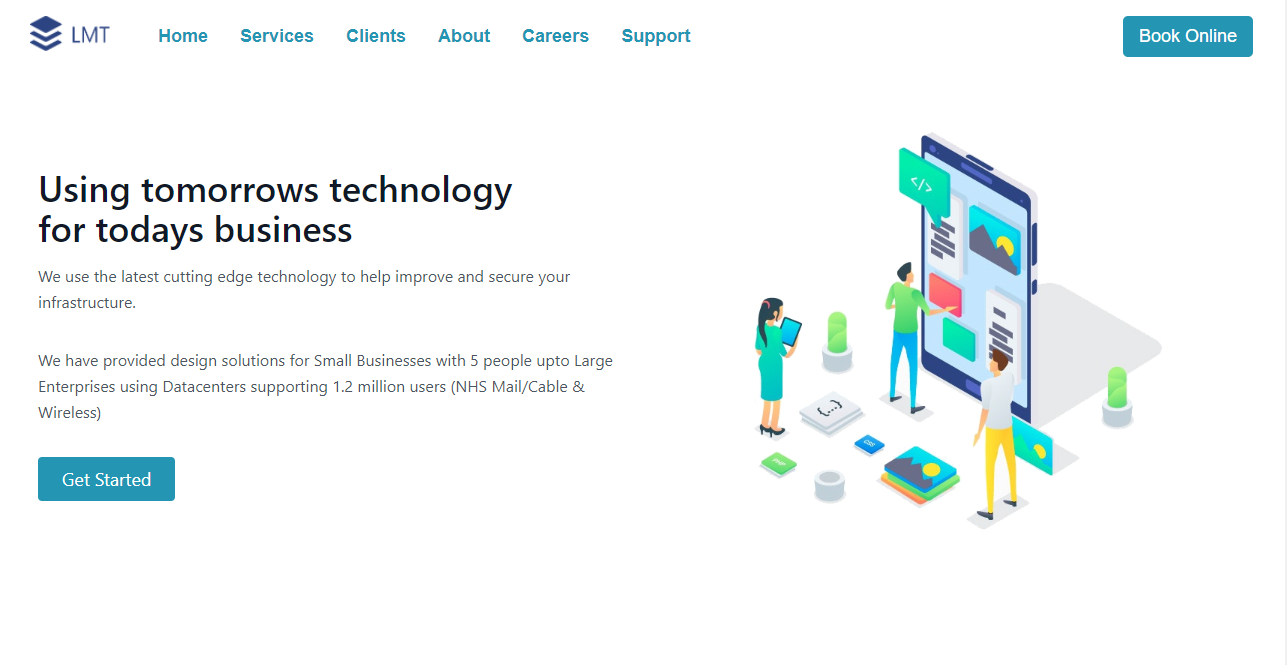 LMT
Home Services Clients About Careers Support
Book Online
Using tomorrows technology
for todays business
We use the latest cutting edge technology to help improve and secure your
infrastructure.
We have provided design solutions for Small Businesses with 5 people upto Large
Enterprises using Datacenters supporting 1.2 million users (NHS Mail/Cable &
Wireless)
Get Started
</>
{...}
CSS
PHP